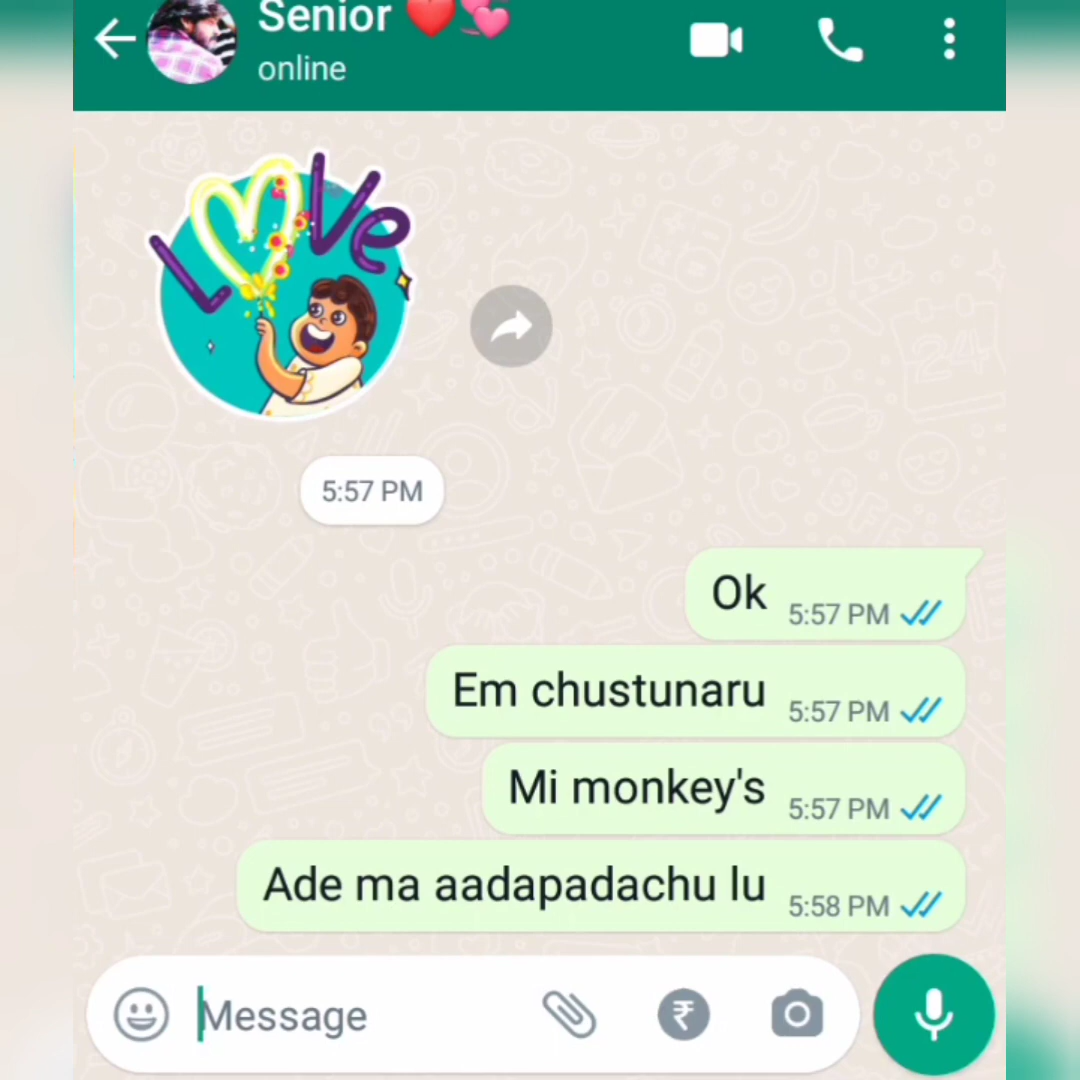 Senior ❤️💞
online
LOVe
5:57 PM
Ok 5:57 PM
Em chustunaru 5:57 PM
Mi monkey's 5:57 PM
Ade ma aadapadachu lu 5:58 PM
Message